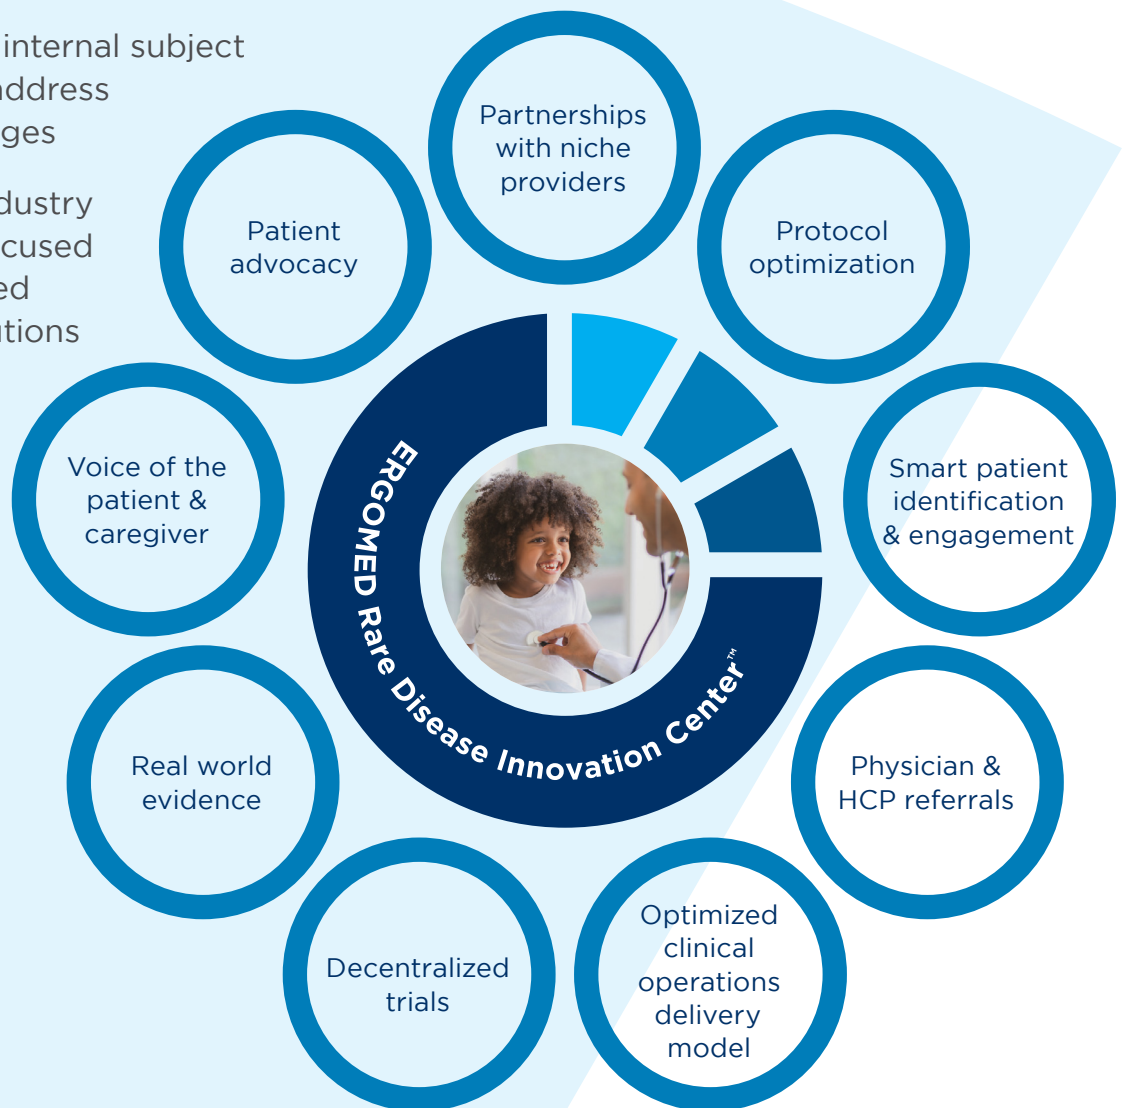 internal subject
address
ges
dustry
cused
ed
utions
Partnerships
with niche
providers
Protocol
optimization
Smart patient
identification
& engagement
Physician &
HCP referrals
Optimized
clinical
operations
delivery
model
Decentralized
trials
Real world
evidence
Voice of the
patient &
caregiver
Patient
advocacy
ERGOMED Rare Disease Innovation Center™